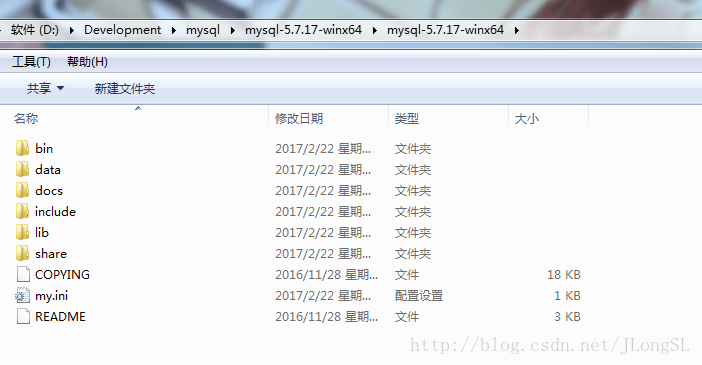 软件 (D:) Development mysql mysql-5.7.17-winx64 mysql-5.7.17-winx64
工具(T) 帮助(H)
共享 新建文件夹
名称 修改日期 类型 大小
bin 2017/2/22 星期... 文件夹
data 2017/2/22 星期... 文件夹
docs 2017/2/22 星期... 文件夹
include 2017/2/22 星期... 文件夹
lib 2017/2/22 星期... 文件夹
share 2017/2/22 星期... 文件夹
COPYING 2016/11/28 星期... 文件 18 KB
my.ini 2017/2/22 星期... 配置设置 1 KB
README 2016/11/28 星期... 文件 3 KB
http://blog.csdn.net/JLongSL